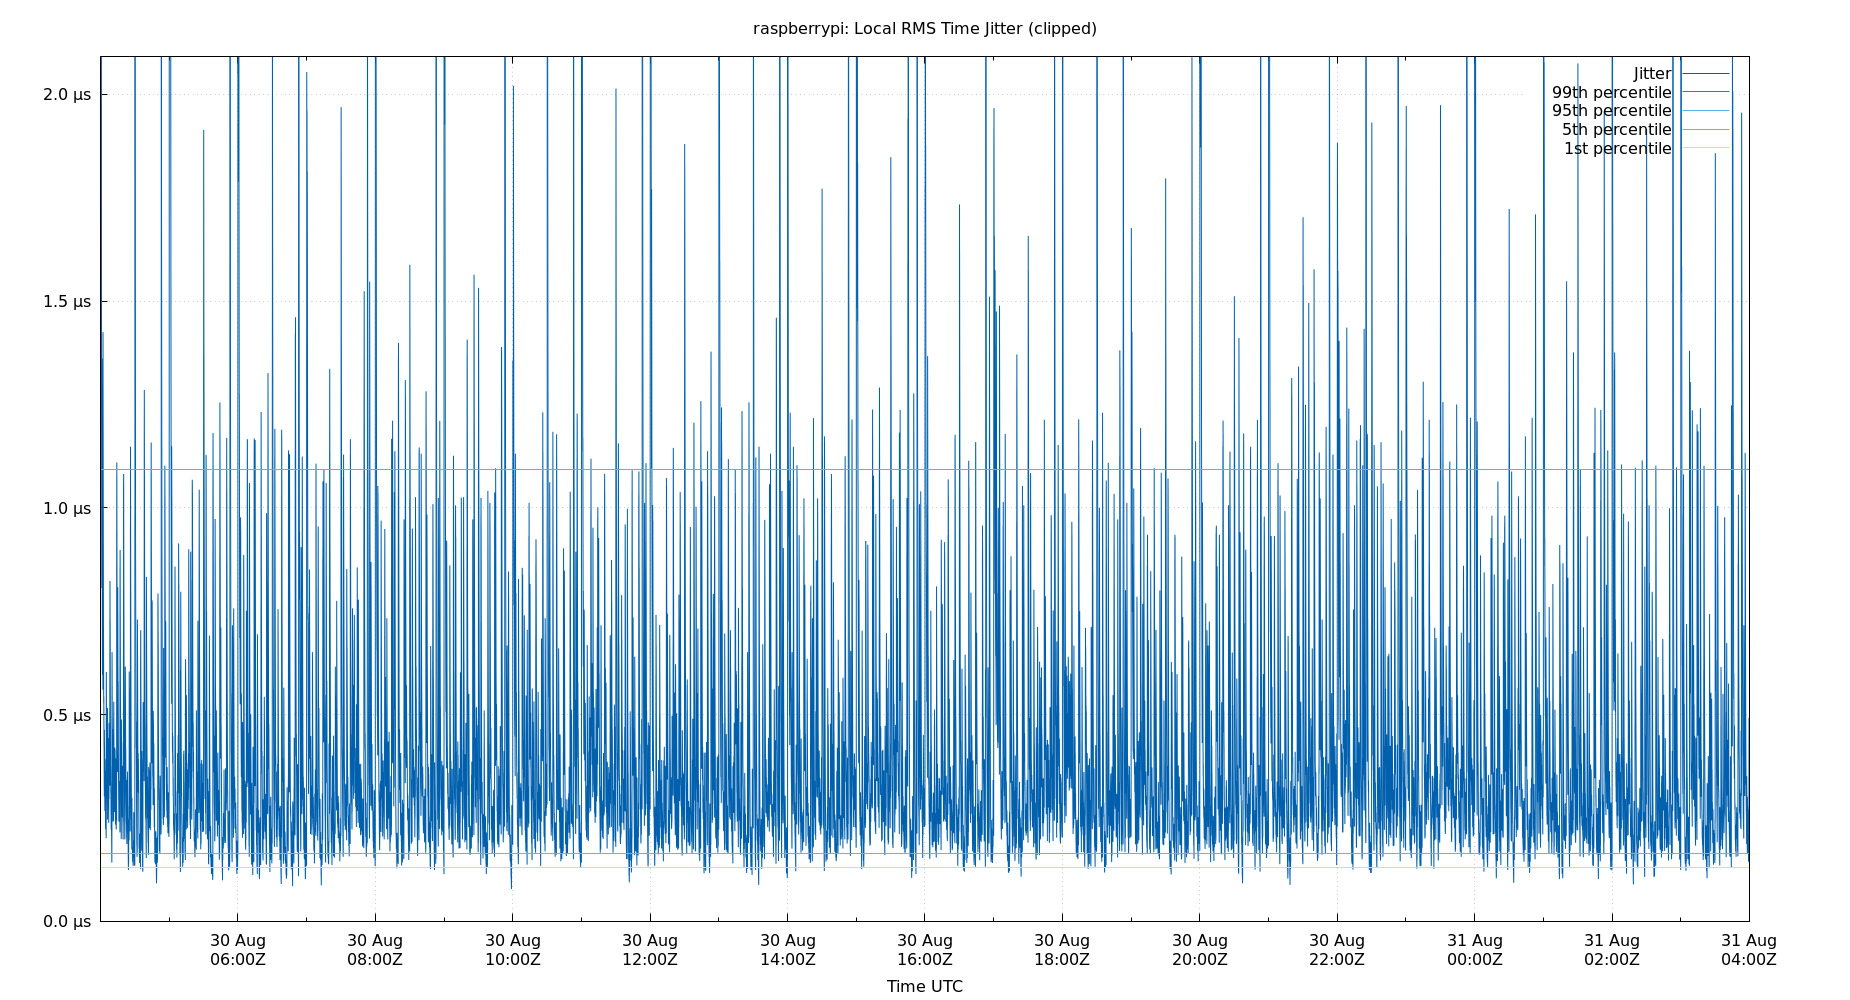 raspberrypi: Local RMS Time Jitter (clipped)
Jitter
99th percentile
95th percentile
5th percentile
1st percentile
2.0 µs
1.5 µs
1.0 µs
0.5 µs
0.0 µs
30 Aug 30 Aug 30 Aug 30 Aug 30 Aug 30 Aug 30 Aug 30 Aug 30 Aug 31 Aug 31 Aug 31 Aug
06:00Z 08:00Z 10:00Z 12:00Z 14:00Z 16:00Z 18:00Z 20:00Z 22:00Z 00:00Z 02:00Z 04:00Z
Time UTC